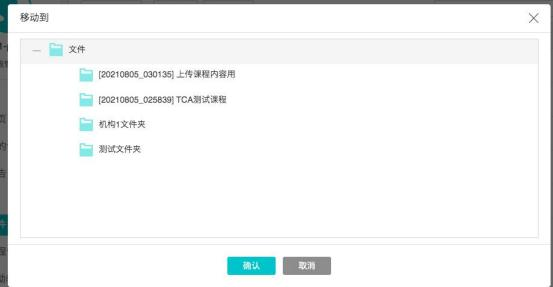 移动到
文件
[20210805_030135] 上传课程内容用
[20210805_025839] TCA测试课程
机构1文件夹
测试文件夹
确认 取消